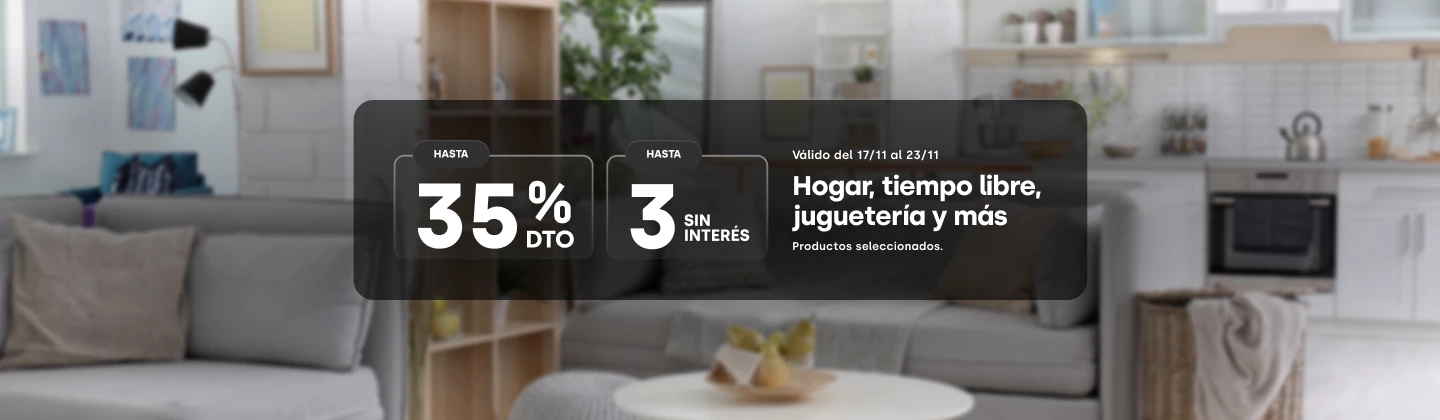 HASTA
35% DTO
HASTA
3 SIN INTERÉS
Válido del 17/11 al 23/11
Hogar, tiempo libre,
juguetería y más
Productos seleccionados.